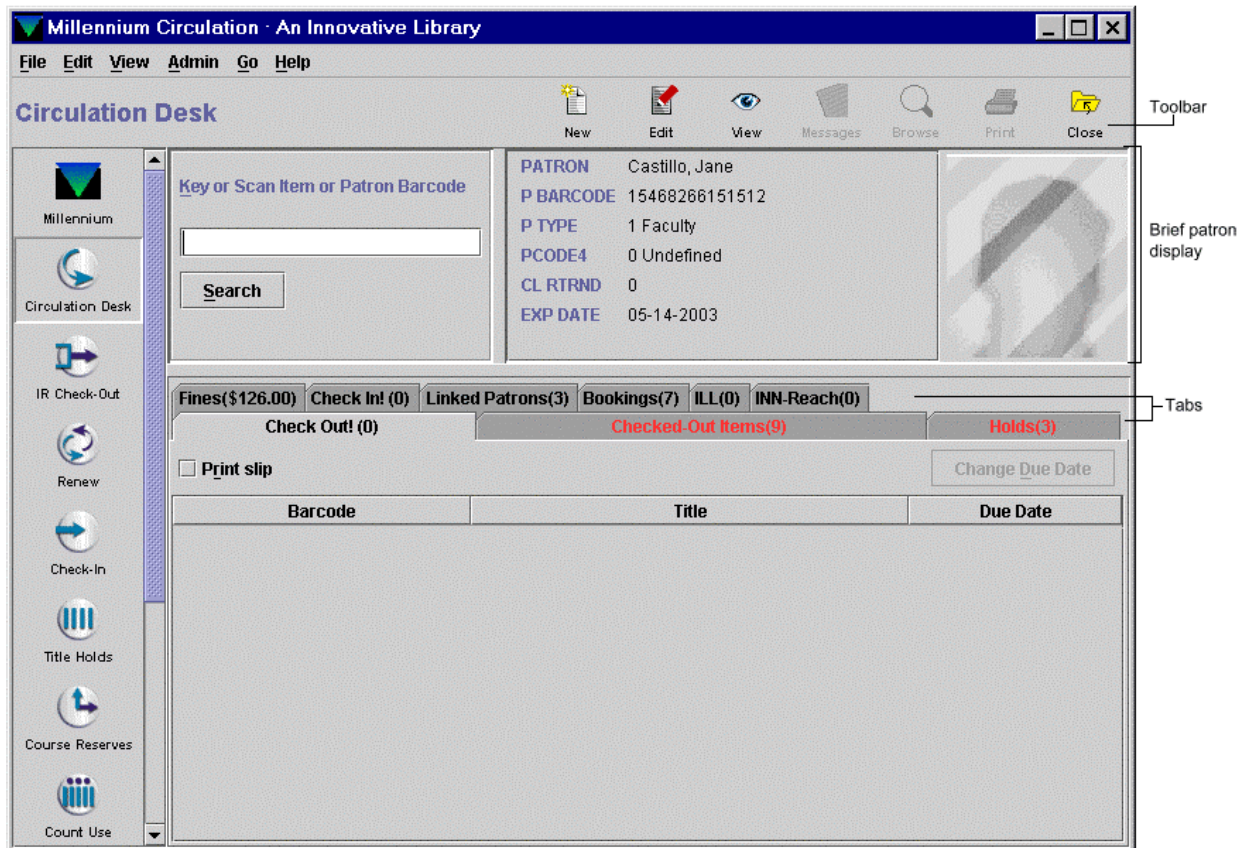 Millennium Circulation · An Innovative Library
File Edit View Admin Go Help
Circulation Desk
New Edit View Messages Browse Print Close
Toolbar
Millennium
Circulation Desk
IR Check-Out
Renew
Check-In
Title Holds
Course Reserves
Count Use
Key or Scan Item or Patron Barcode
Search
PATRON Castillo, Jane
P BARCODE 15468266151512
P TYPE 1 Faculty
PCODE4 0 Undefined
CL RTRND 0
EXP DATE 05-14-2003
Brief patron
display
Fines($126.00) Check In! (0) Linked Patrons(3) Bookings(7) ILL(0) INN-Reach(0)
Check Out! (0) Checked-Out Items(9) Holds(3)
Tabs
Print slip Change Due Date
Barcode Title Due Date